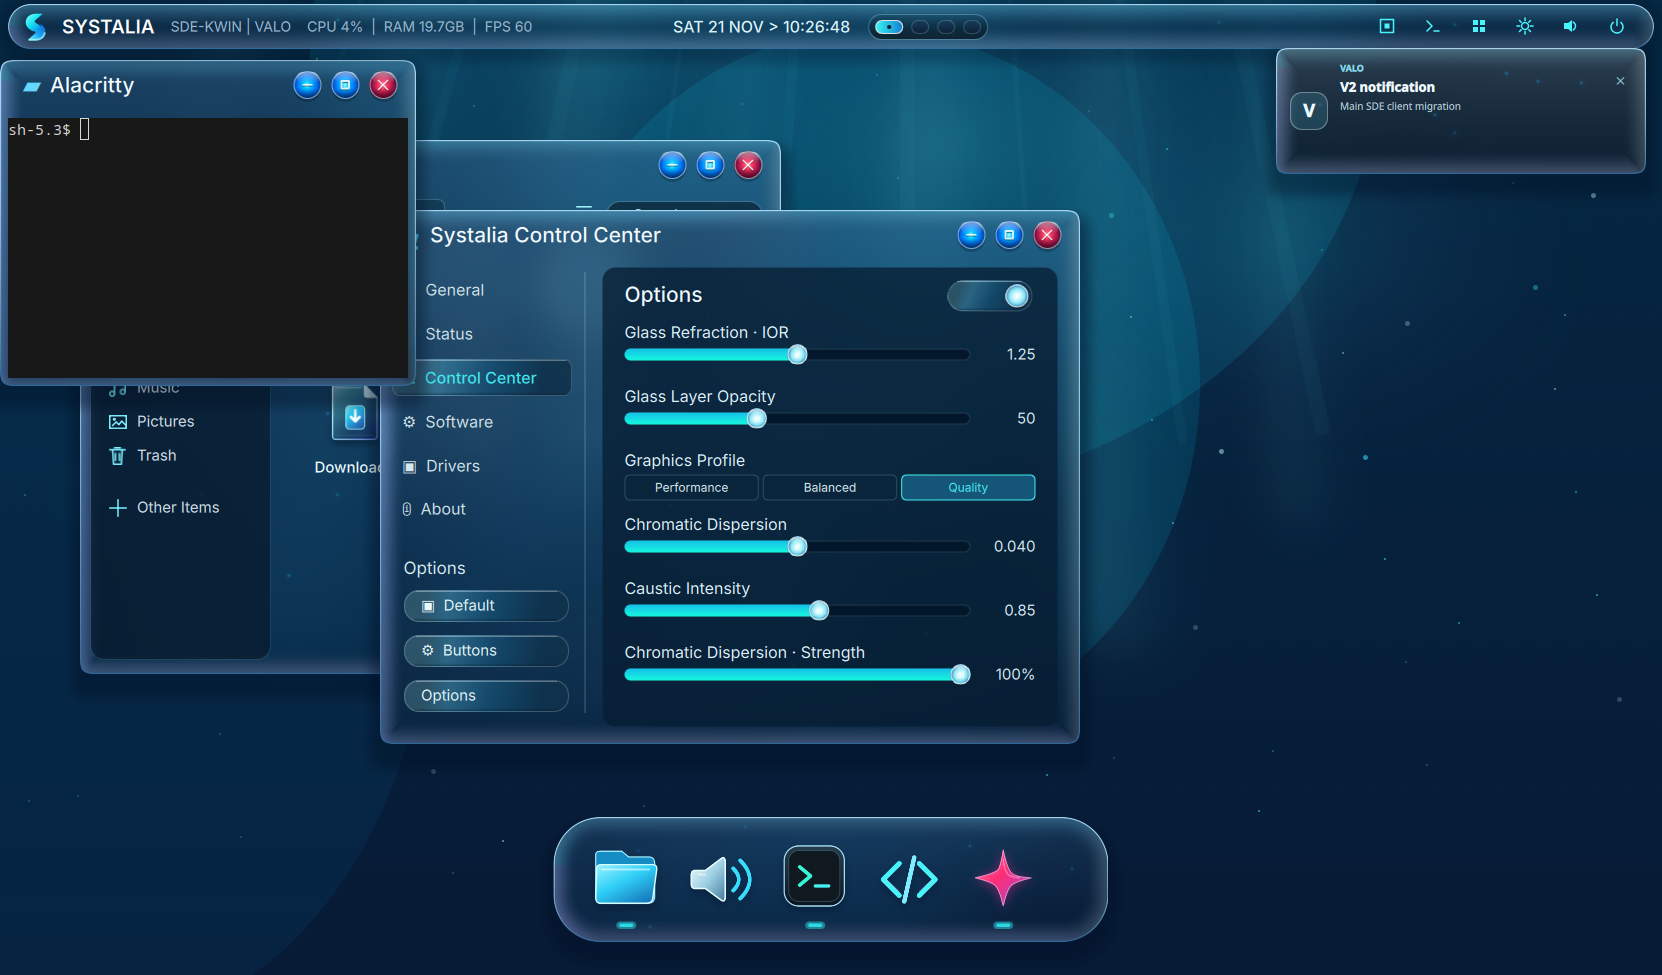 SYSTALIA SDE-KWIN | VALO CPU 4% | RAM 19.7GB | FPS 60 SAT 21 NOV > 10:26:48
VALO
V2 notification
V
Main SDE client migration
Alacritty
sh-5.3$
Music
Pictures
Trash
Other Items
Systalia Control Center
General
Status
Control Center
Software
Drivers
About
Options
Default
Buttons
Options
Options
Glass Refraction · IOR
1.25
Glass Layer Opacity
50
Graphics Profile
Performance Balanced Quality
Chromatic Dispersion
0.040
Caustic Intensity
0.85
Chromatic Dispersion · Strength
100%